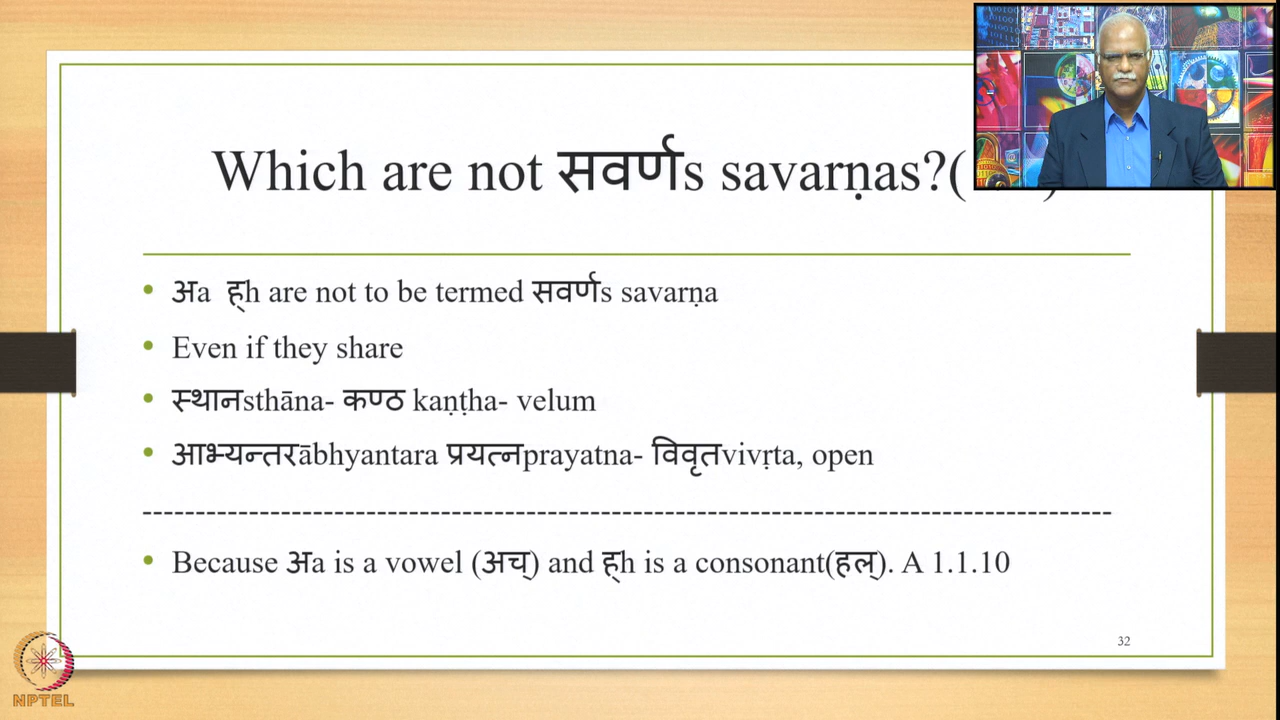 Which are not सवर्णs savarṇas?(
अa ह्h are not to be termed सवर्णs savarṇa
Even if they share
स्थानsthāna- कण्ठ kaṇṭha- velum
आभ्यन्तरābhyantara प्रयत्नprayatna- विवृतvivṛta, open
--------------------------------------------------------------------------------------------
Because अa is a vowel (अच्) and ह्h is a consonant(हल्). A 1.1.10
32
NPTEL